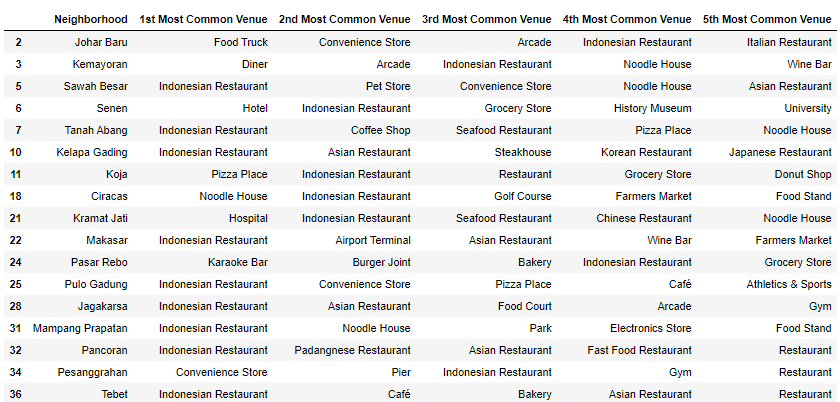 Neighborhood 1st Most Common Venue 2nd Most Common Venue 3rd Most Common Venue 4th Most Common Venue 5th Most Common Venue
2 Johar Baru Food Truck Convenience Store Arcade Indonesian Restaurant Italian Restaurant
3 Kemayoran Diner Arcade Indonesian Restaurant Noodle House Wine Bar
5 Sawah Besar Indonesian Restaurant Pet Store Convenience Store Noodle House Asian Restaurant
6 Senen Hotel Indonesian Restaurant Grocery Store History Museum University
7 Tanah Abang Indonesian Restaurant Coffee Shop Seafood Restaurant Pizza Place Noodle House
10 Kelapa Gading Indonesian Restaurant Asian Restaurant Steakhouse Korean Restaurant Japanese Restaurant
11 Koja Pizza Place Indonesian Restaurant Restaurant Grocery Store Donut Shop
18 Ciracas Noodle House Indonesian Restaurant Golf Course Farmers Market Food Stand
21 Kramat Jati Hospital Indonesian Restaurant Seafood Restaurant Chinese Restaurant Noodle House
22 Makasar Indonesian Restaurant Airport Terminal Asian Restaurant Wine Bar Farmers Market
24 Pasar Rebo Karaoke Bar Burger Joint Bakery Indonesian Restaurant Grocery Store
25 Pulo Gadung Indonesian Restaurant Convenience Store Pizza Place Café Athletics & Sports
28 Jagakarsa Indonesian Restaurant Asian Restaurant Food Court Arcade Gym
31 Mampang Prapatan Indonesian Restaurant Noodle House Park Electronics Store Food Stand
32 Pancoran Indonesian Restaurant Padangnese Restaurant Asian Restaurant Fast Food Restaurant Restaurant
34 Pesanggrahan Convenience Store Pier Indonesian Restaurant Gym Restaurant
36 Tebet Indonesian Restaurant Café Bakery Asian Restaurant Restaurant